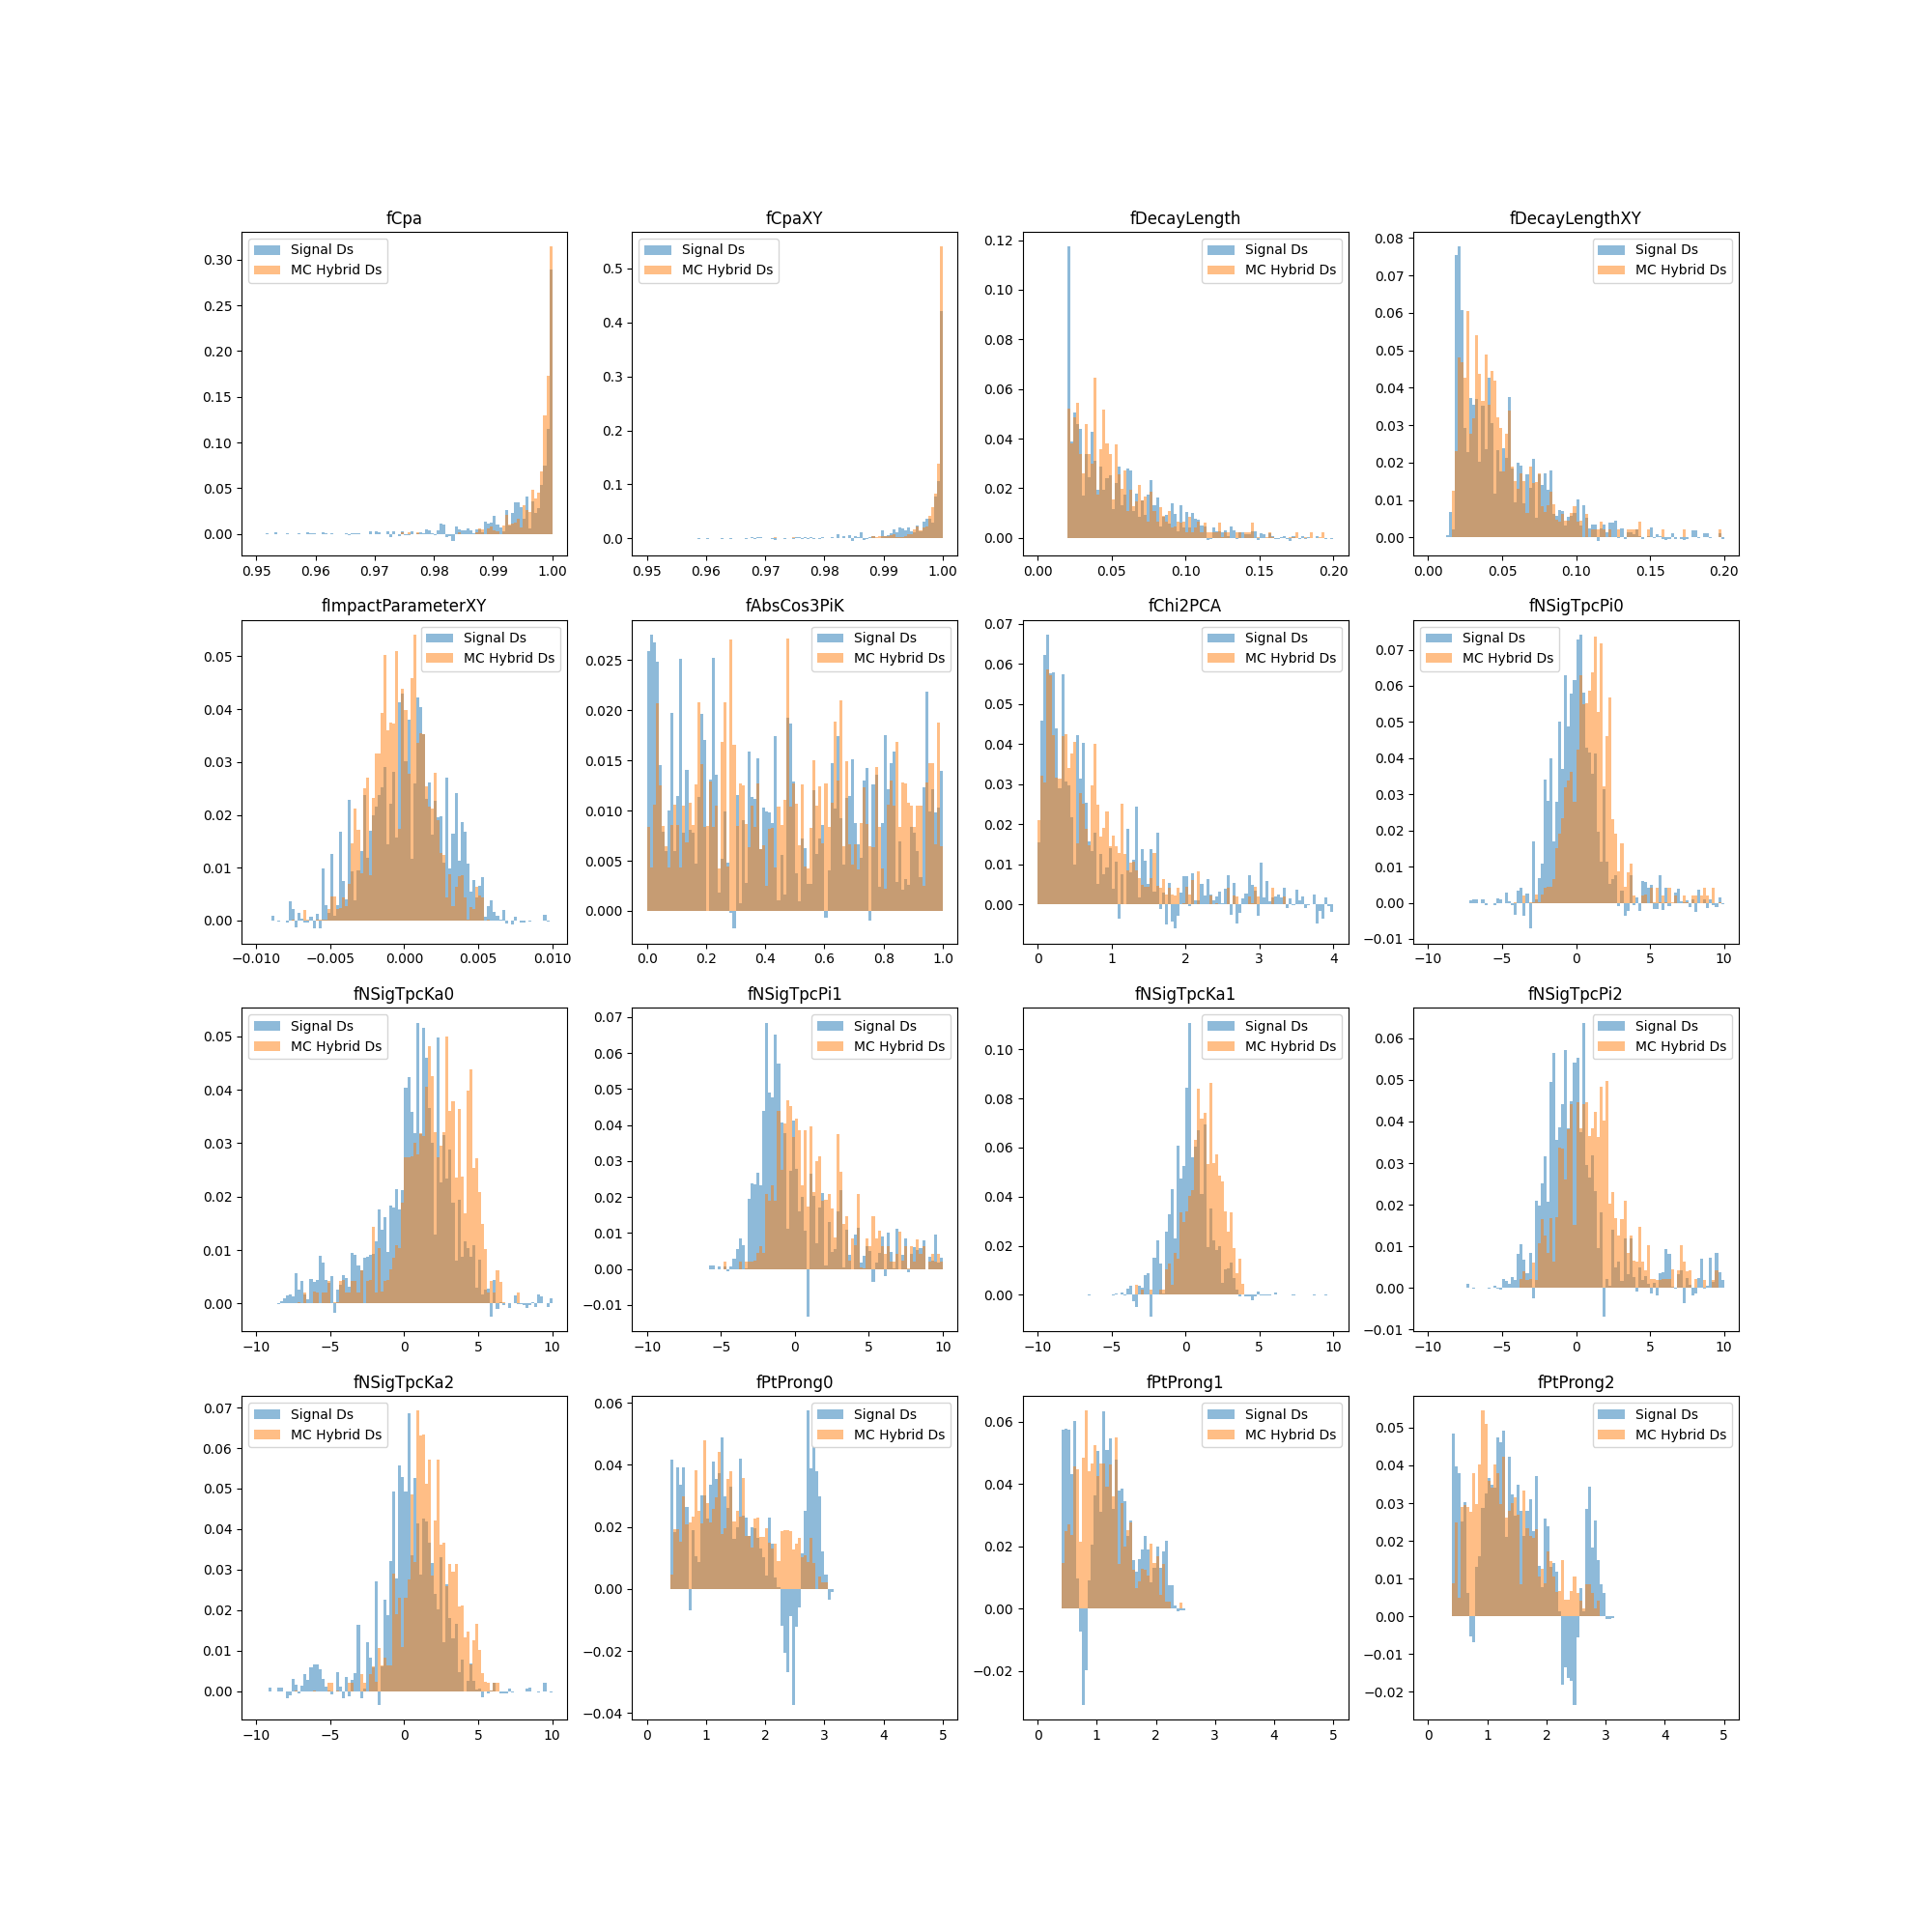 fCpa
Signal Ds
MC Hybrid Ds
0.30
0.25
0.20
0.15
0.10
0.05
0.00
0.95 0.96 0.97 0.98 0.99 1.00
fCpaXY
Signal Ds
MC Hybrid Ds
0.5
0.4
0.3
0.2
0.1
0.0
0.95 0.96 0.97 0.98 0.99 1.00
fDecayLength
Signal Ds
MC Hybrid Ds
0.12
0.10
0.08
0.06
0.04
0.02
0.00
0.00 0.05 0.10 0.15 0.20
fDecayLengthXY
Signal Ds
MC Hybrid Ds
0.08
0.07
0.06
0.05
0.04
0.03
0.02
0.01
0.00
0.00 0.05 0.10 0.15 0.20
fImpactParameterXY
Signal Ds
MC Hybrid Ds
0.05
0.04
0.03
0.02
0.01
0.00
−0.010 −0.005 0.000 0.005 0.010
fAbsCos3PiK
Signal Ds
MC Hybrid Ds
0.025
0.020
0.015
0.010
0.005
0.000
0.0 0.2 0.4 0.6 0.8 1.0
fChi2PCA
Signal Ds
MC Hybrid Ds
0.07
0.06
0.05
0.04
0.03
0.02
0.01
0.00
0 1 2 3 4
fNSigTpcPi0
Signal Ds
MC Hybrid Ds
0.07
0.06
0.05
0.04
0.03
0.02
0.01
0.00
−0.01
−10 −5 0 5 10
fNSigTpcKa0
Signal Ds
MC Hybrid Ds
0.05
0.04
0.03
0.02
0.01
0.00
−10 −5 0 5 10
fNSigTpcPi1
Signal Ds
MC Hybrid Ds
0.07
0.06
0.05
0.04
0.03
0.02
0.01
0.00
−0.01
−10 −5 0 5 10
fNSigTpcKa1
Signal Ds
MC Hybrid Ds
0.10
0.08
0.06
0.04
0.02
0.00
−10 −5 0 5 10
fNSigTpcPi2
Signal Ds
MC Hybrid Ds
0.06
0.05
0.04
0.03
0.02
0.01
0.00
−0.01
−10 −5 0 5 10
fNSigTpcKa2
Signal Ds
MC Hybrid Ds
0.07
0.06
0.05
0.04
0.03
0.02
0.01
0.00
−10 −5 0 5 10
fPtProng0
Signal Ds
MC Hybrid Ds
0.06
0.04
0.02
0.00
−0.02
−0.04
0 1 2 3 4 5
fPtProng1
Signal Ds
MC Hybrid Ds
0.06
0.04
0.02
0.00
−0.02
0 1 2 3 4 5
fPtProng2
Signal Ds
MC Hybrid Ds
0.05
0.04
0.03
0.02
0.01
0.00
−0.01
−0.02
0 1 2 3 4 5